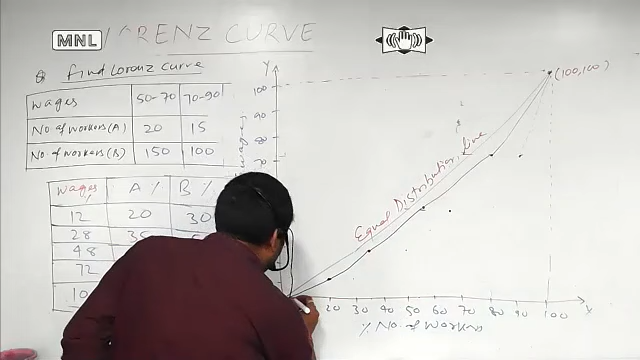 MNL
RENZ CURVE
Find Lorenz Curve
Wages 50-70 70-90
No of workers (A) 20 15
No of workers (B) 150 100
Wages % A % B %
12 20 30
28
48
72
10
Y
100
90
80
70
(100,100)
Equal Distribution Line
20 30 40 50 60 70 80 90 100 X
% No. of Workers